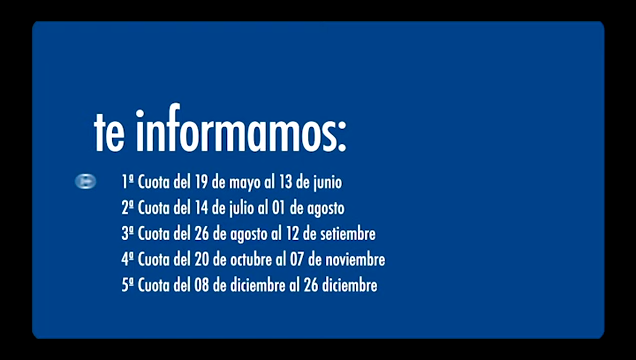 te informamos:
1ª Cuota del 19 de mayo al 13 de junio
2ª Cuota del 14 de julio al 01 de agosto
3ª Cuota del 26 de agosto al 12 de setiembre
4ª Cuota del 20 de octubre al 07 de noviembre
5ª Cuota del 08 de diciembre al 26 diciembre